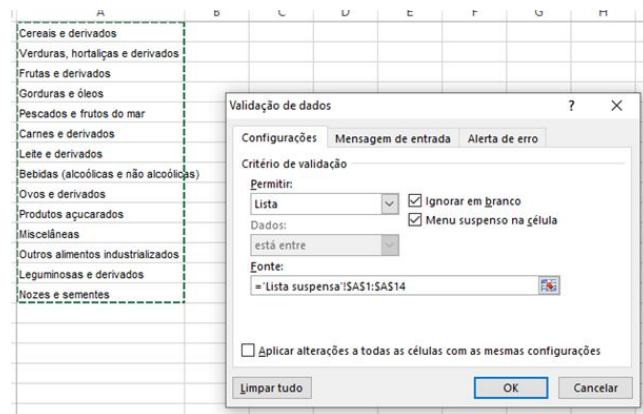 A B C D E F G H
Cereais e derivados
Verduras, hortaliças e derivados
Frutas e derivados
Gorduras e óleos
Pescados e frutos do mar
Carnes e derivados
Leite e derivados
Bebidas (alcoólicas e não alcoólicas)
Ovos e derivados
Produtos açucarados
Miscelâneas
Outros alimentos industrializados
Leguminosas e derivados
Nozes e sementes
Validação de dados ? ×
Configurações Mensagem de entrada Alerta de erro
Critério de validação
Permitir:
Lista
Ignorar em branco
Menu suspenso na célula
Dados:
está entre
Fonte:
='Lista suspensa'!$A$1:$A$14
Aplicar alterações a todas as células com as mesmas configurações
Limpar tudo OK Cancelar